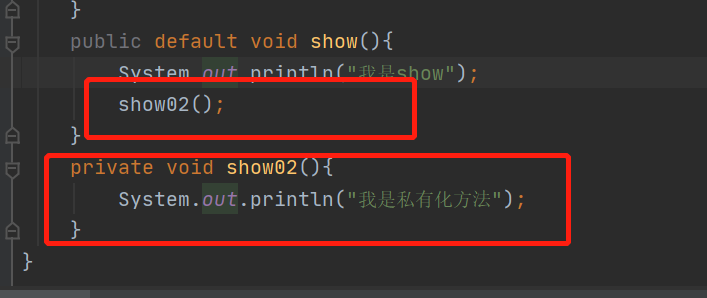 }
public default void show(){
System.out.println("我是show");
show02();
}
private void show02(){
System.out.println("我是私有化方法");
}
}